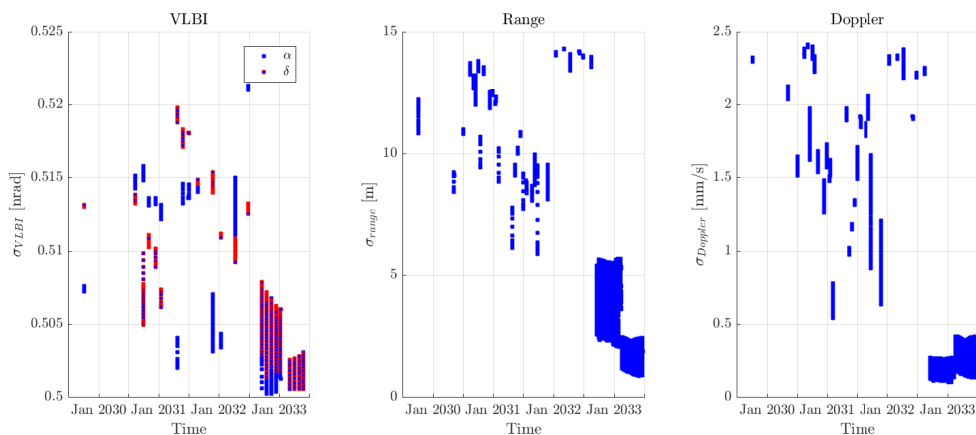 VLBI
0.525
0.52
0.515
0.51
0.505
0.5
σVLBI [nrad]
α
δ
Jan 2030 Jan 2031 Jan 2032 Jan 2033
Time
Range
15
10
5
0
σrange [m]
Jan 2030 Jan 2031 Jan 2032 Jan 2033
Time
Doppler
2.5
2
1.5
1
0.5
0
σDoppler [mm/s]
Jan 2030 Jan 2031 Jan 2032 Jan 2033
Time